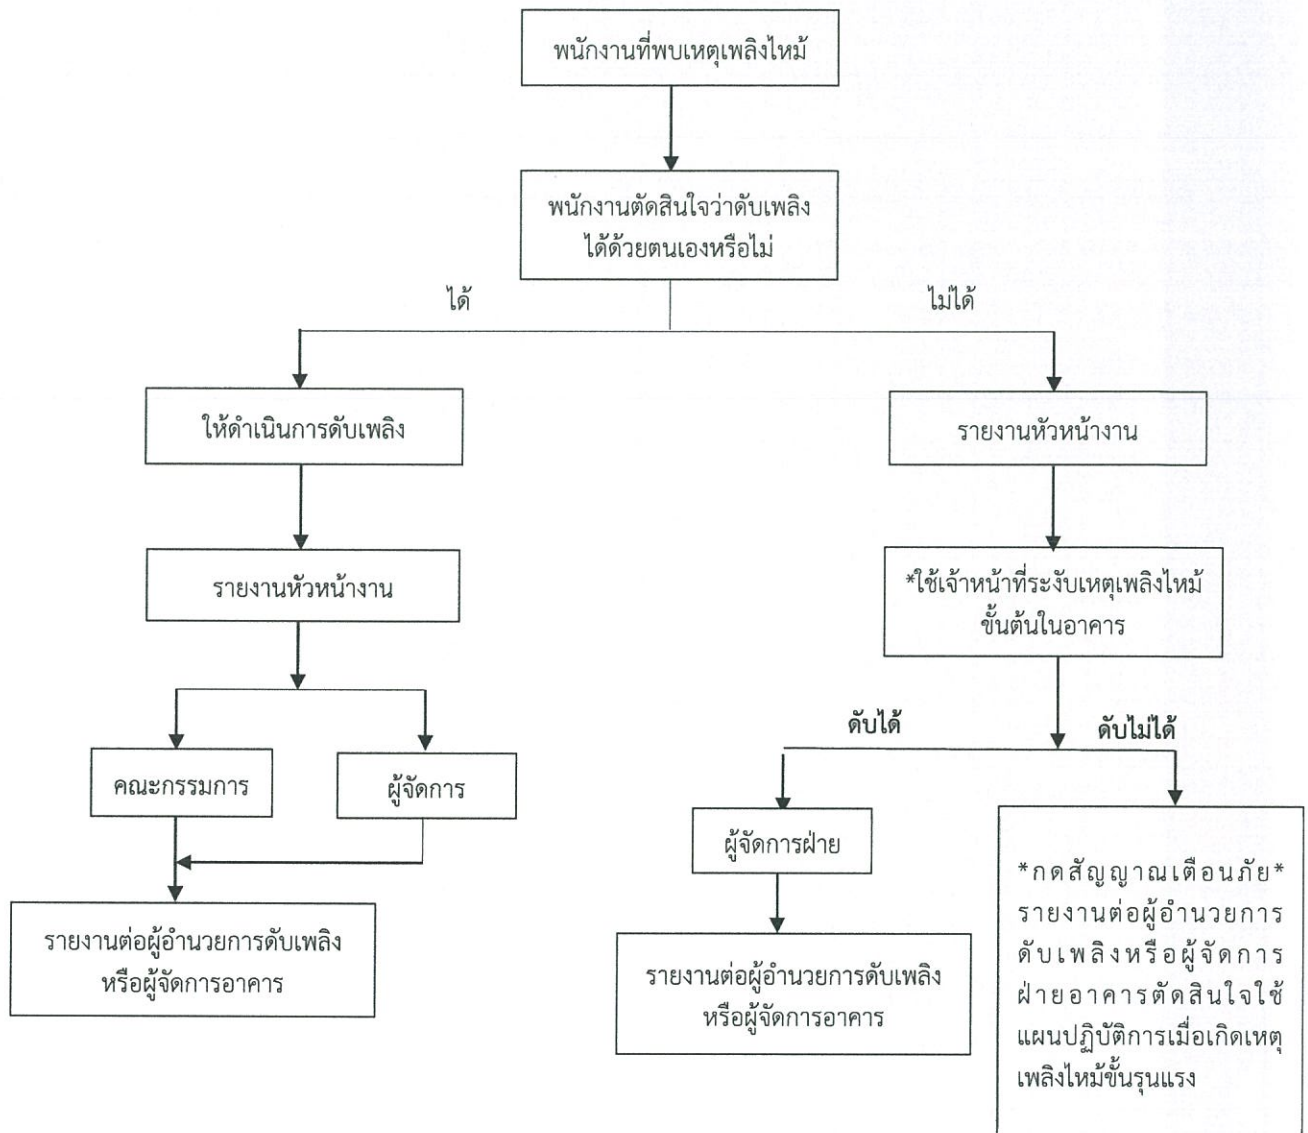 พนักงานที่พบเหตุเพลิงไหม้
พนักงานตัดสินใจว่าดับเพลิง
ได้ด้วยตนเองหรือไม่
ได้
ไม่ได้
ให้ดำเนินการดับเพลิง
รายงานหัวหน้างาน
รายงานหัวหน้างาน
*ใช้เจ้าหน้าที่ระงับเหตุเพลิงไหม้
ขั้นต้นในอาคาร
ดับได้
ดับไม่ได้
คณะกรรมการ
ผู้จัดการ
ผู้จัดการฝ่าย
รายงานต่อผู้อำนวยการดับเพลิง
หรือผู้จัดการอาคาร
รายงานต่อผู้อำนวยการดับเพลิง
หรือผู้จัดการอาคาร
*กดสัญญาณเตือนภัย*
รายงานต่อผู้อำนวยการ
ดับเพลิงหรือผู้จัดการ
ฝ่ายอาคารตัดสินใจใช้
แผนปฏิบัติการเมื่อเกิดเหตุ
เพลิงไหม้ขั้นรุนแรง